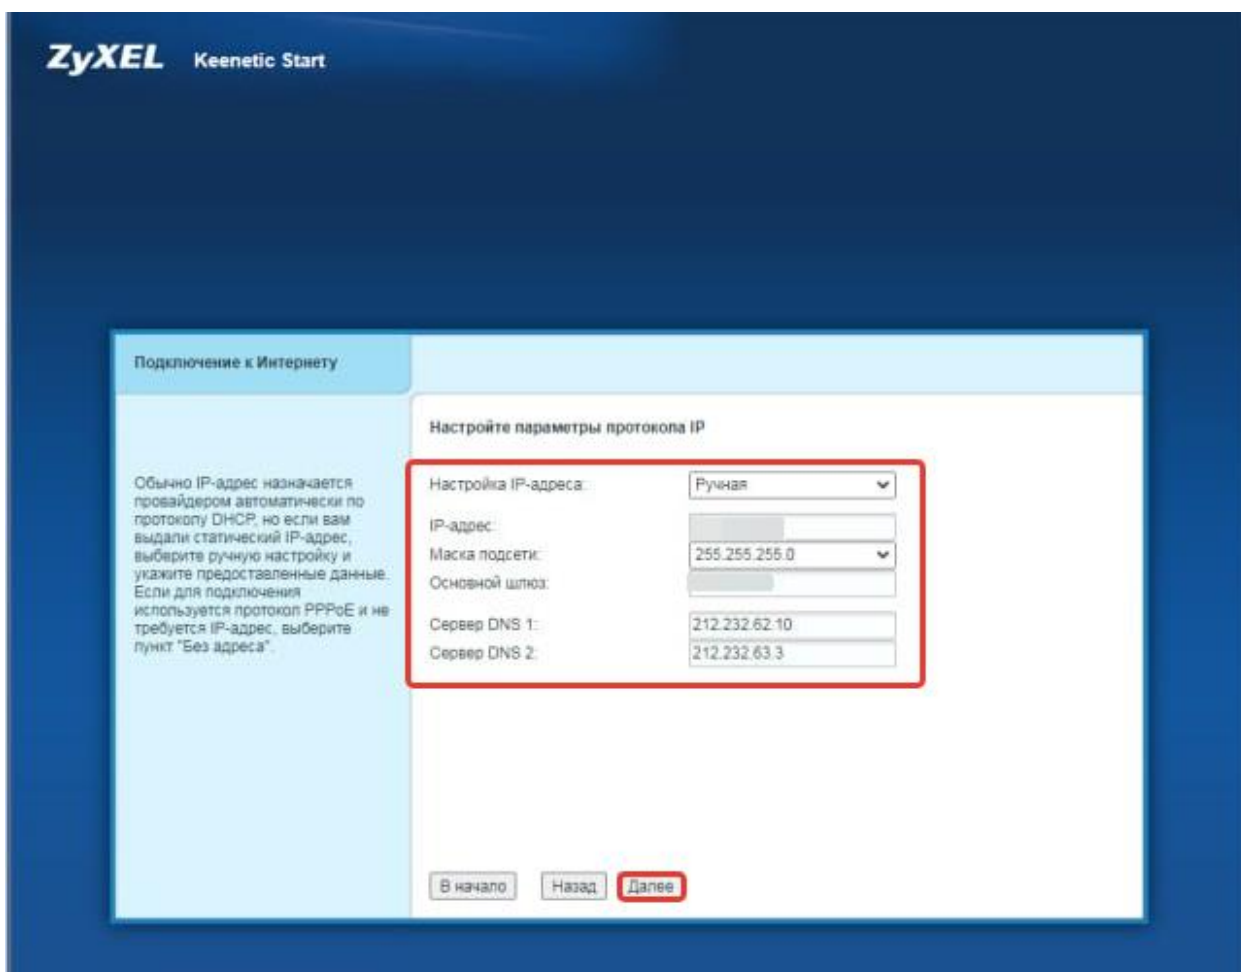 ZyXEL Keenetic Start
Подключение к Интернету
Обычно IP-адрес назначается
провайдером автоматически по
протоколу DHCP, но если вам
выдали статический IP-адрес,
выберите ручную настройку и
укажите предоставленные данные.
Если для подключения
используется протокол PPPoE и не
требуется IP-адрес, выберите
пункт "Без адреса".
Настройте параметры протокола IP
Настройка IP-адреса: Ручная
IP-адрес:
Маска подсети: 255.255.255.0
Основной шлюз:
Сервер DNS 1: 212.232.62.10
Сервер DNS 2: 212.232.63.3
В начало Назад Далее